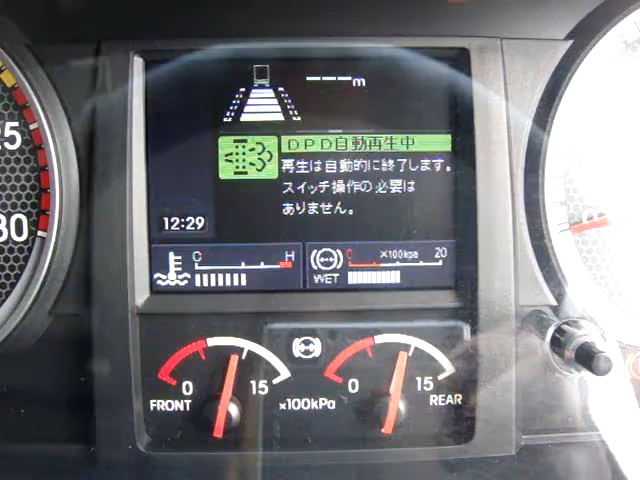 ---m
DPD自動再生中
再生は自動的に終了します。
スイッチ操作の必要は
ありません。
12:29
C H
0 ×100kpa 20
WET
25
30
0 15
FRONT
×100kPa
0 15
REAR